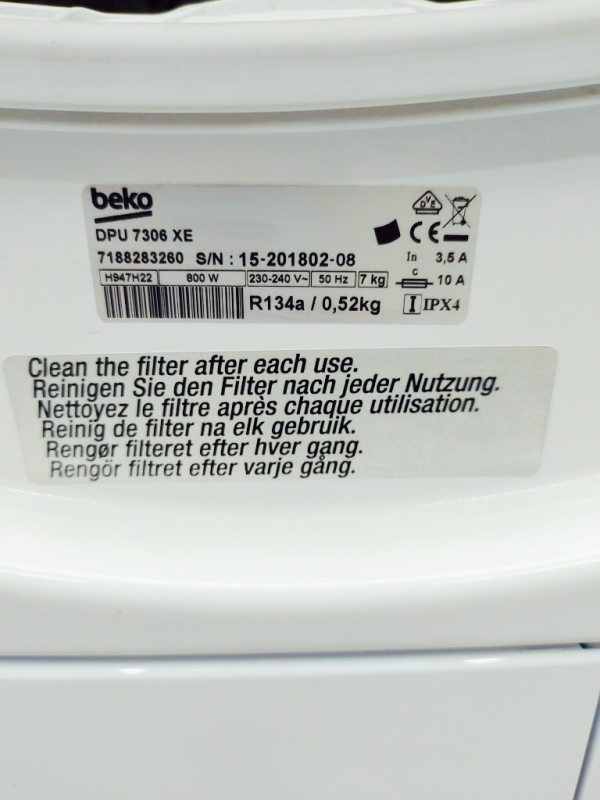 beko
DPU 7306 XE
7188283260 S/N : 15-201802-08
H947H22 800 W 230-240 V~ 50 Hz 7 kg
R134a / 0,52kg
DVE
CE
In 3,5 A
C 10 A
I IPX4
Clean the filter after each use.
Reinigen Sie den Filter nach jeder Nutzung.
Nettoyez le filtre après chaque utilisation.
Reinig de filter na elk gebruik.
Rengør filteret efter hver gang.
Rengör filtret efter varje gång.